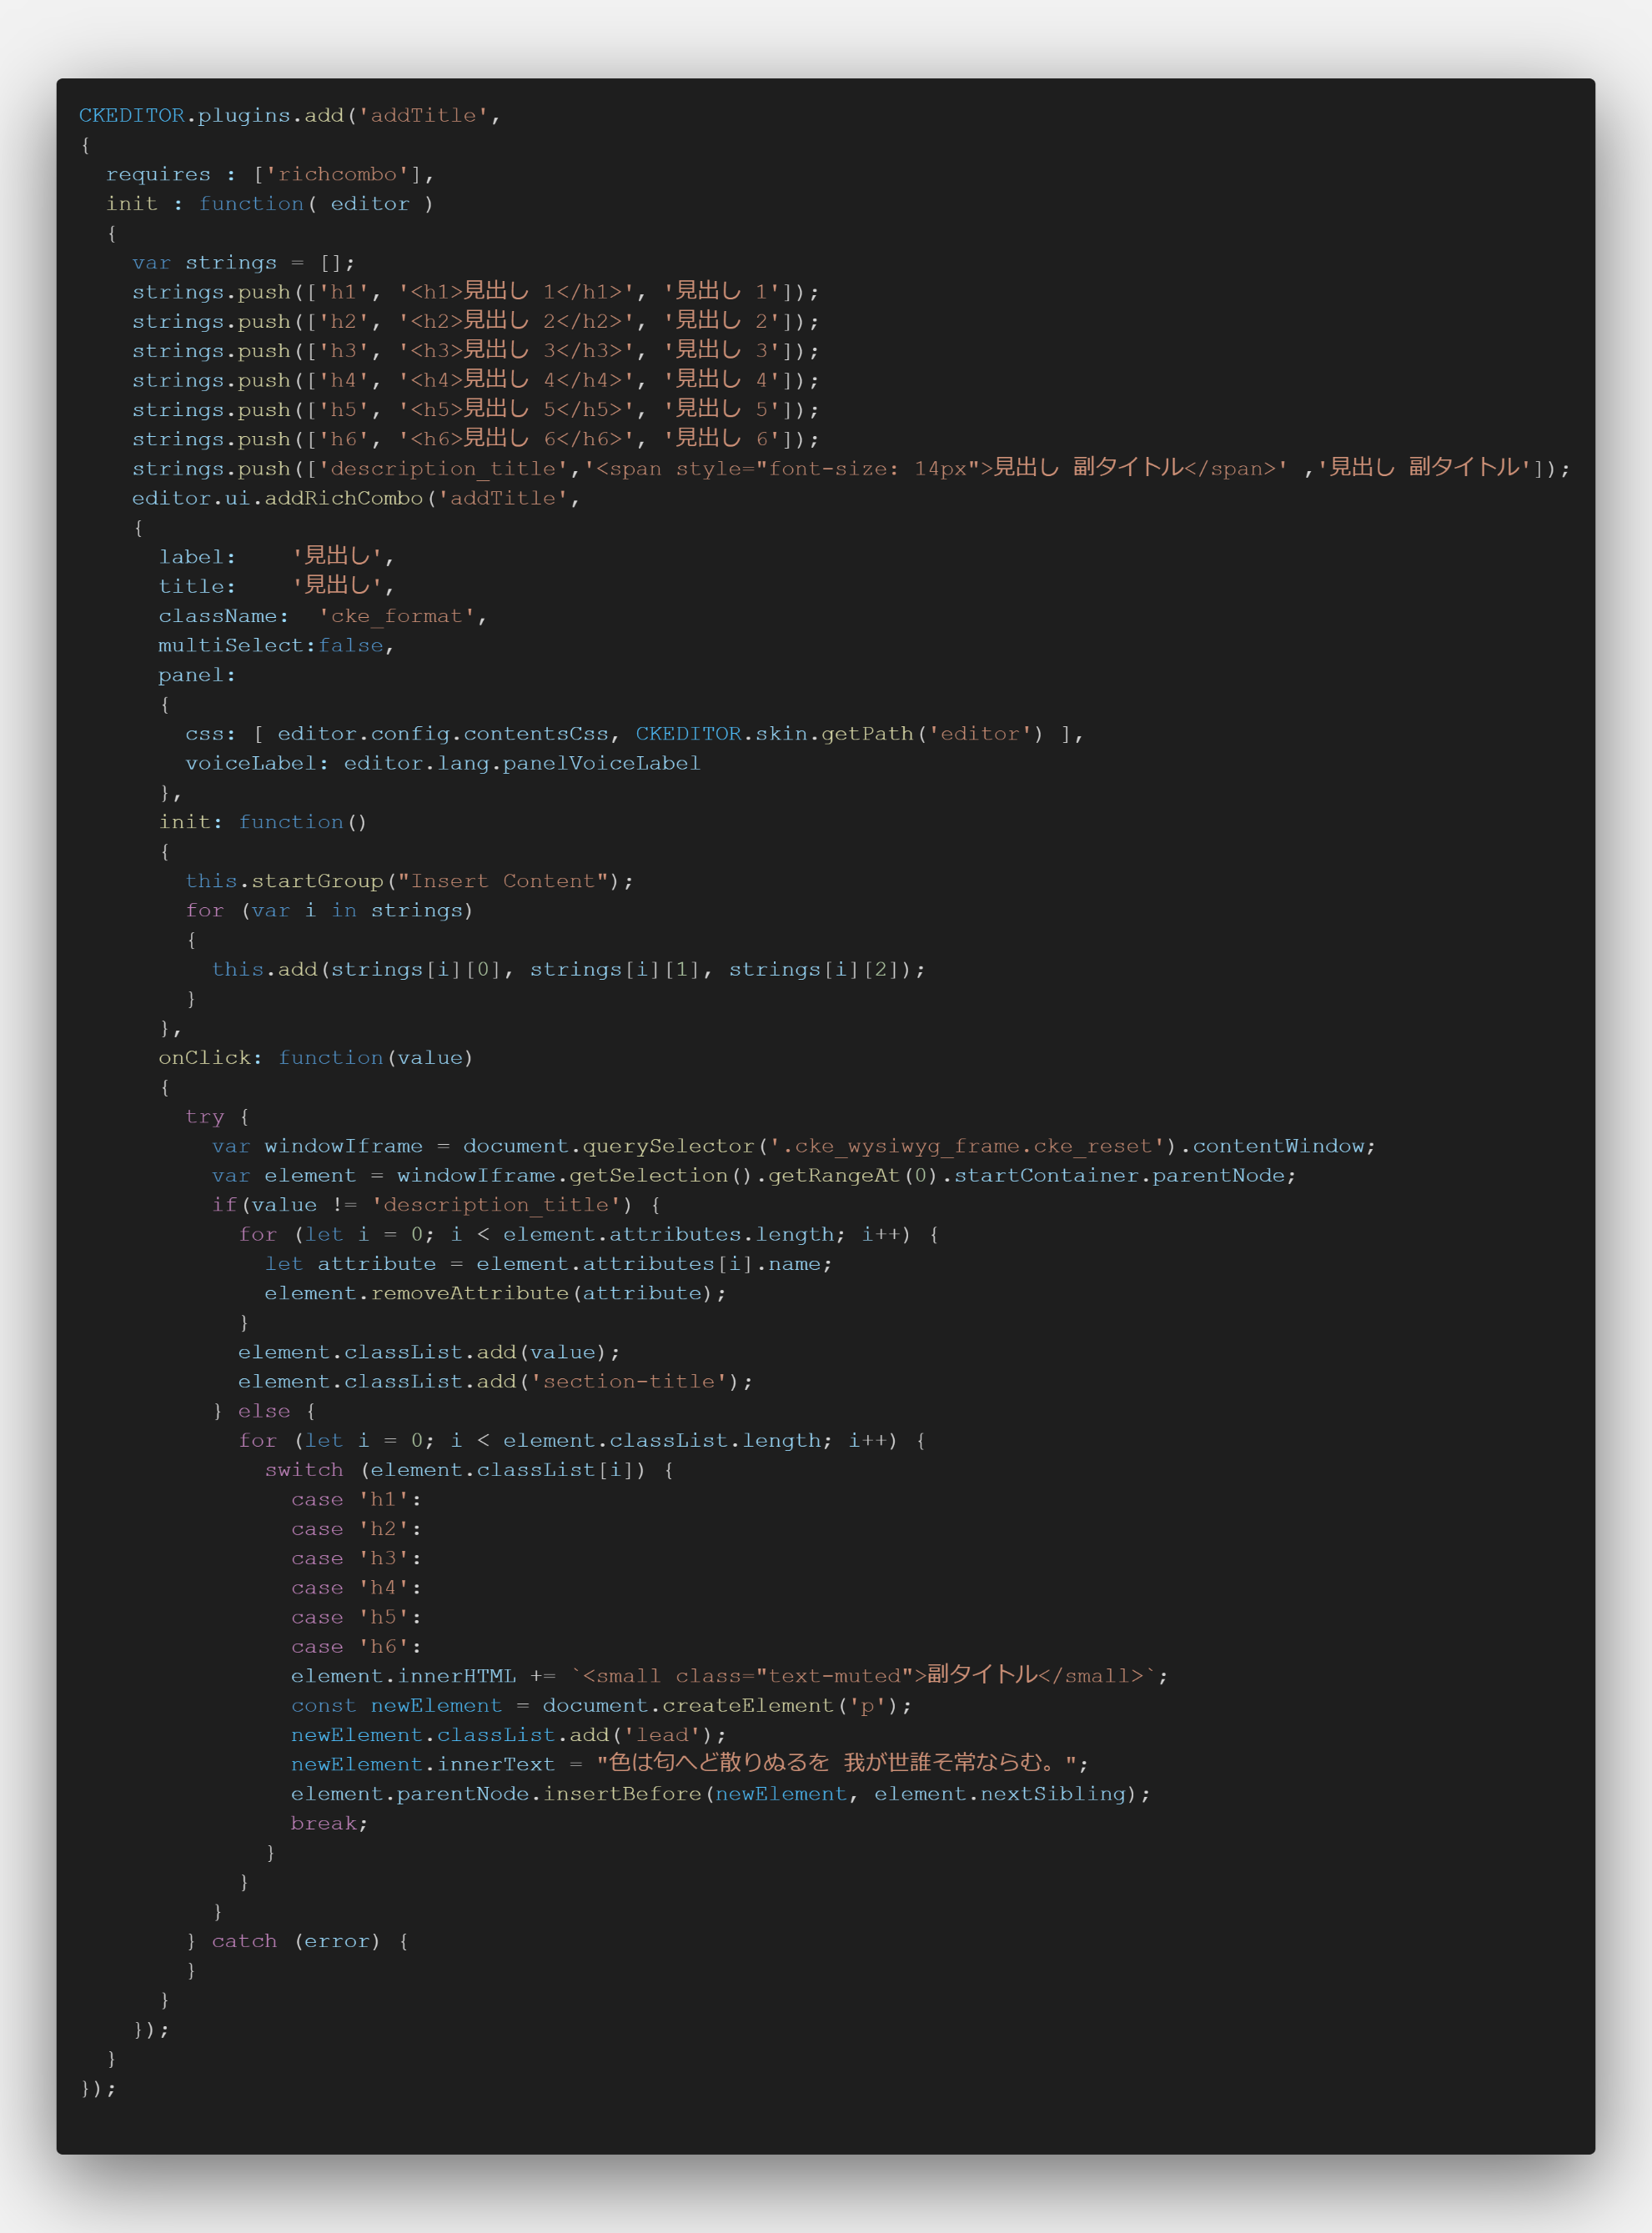 CKEDITOR.plugins.add('addTitle',
{
  requires : ['richcombo'],
  init : function( editor )
  {
    var strings = [];
    strings.push(['h1', '<h1>見出し 1</h1>', '見出し 1']);
    strings.push(['h2', '<h2>見出し 2</h2>', '見出し 2']);
    strings.push(['h3', '<h3>見出し 3</h3>', '見出し 3']);
    strings.push(['h4', '<h4>見出し 4</h4>', '見出し 4']);
    strings.push(['h5', '<h5>見出し 5</h5>', '見出し 5']);
    strings.push(['h6', '<h6>見出し 6</h6>', '見出し 6']);
    strings.push(['description_title','<span style="font-size: 14px">見出し 副タイトル</span>' ,'見出し 副タイトル']);
    editor.ui.addRichCombo('addTitle',
    {
      label:    '見出し',
      title:    '見出し',
      className:  'cke_format',
      multiSelect:false,
      panel:
      {
        css: [ editor.config.contentsCss, CKEDITOR.skin.getPath('editor') ],
        voiceLabel: editor.lang.panelVoiceLabel
      },
      init: function()
      {
        this.startGroup("Insert Content");
        for (var i in strings)
        {
          this.add(strings[i][0], strings[i][1], strings[i][2]);
        }
      },
      onClick: function(value)
      {
        try {
          var windowIframe = document.querySelector('.cke_wysiwyg_frame.cke_reset').contentWindow;
          var element = windowIframe.getSelection().getRangeAt(0).startContainer.parentNode;
          if(value != 'description_title') {
            for (let i = 0; i < element.attributes.length; i++) {
              let attribute = element.attributes[i].name;
              element.removeAttribute(attribute);
            }
            element.classList.add(value);
            element.classList.add('section-title');
          } else {
            for (let i = 0; i < element.classList.length; i++) {
              switch (element.classList[i]) {
                case 'h1':
                case 'h2':
                case 'h3':
                case 'h4':
                case 'h5':
                case 'h6':
                element.innerHTML += `<small class="text-muted">副タイトル</small>`;
                const newElement = document.createElement('p');
                newElement.classList.add('lead');
                newElement.innerText = "色は匂へど散りぬるを 我が世誰そ常ならむ。";
                element.parentNode.insertBefore(newElement, element.nextSibling);
                break;
              }
            }
          }
        } catch (error) {
        }
      }
    });
  }
});